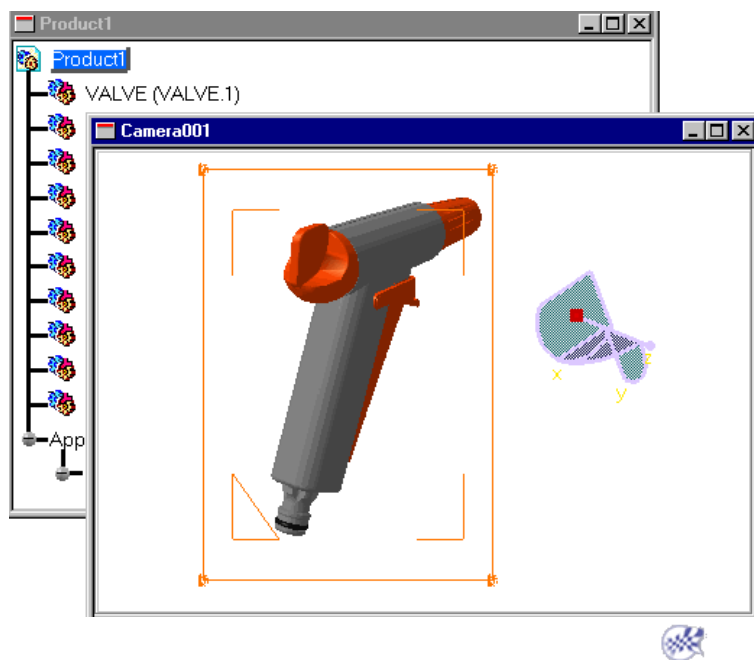 Product1
Product1
VALVE (VALVE.1)
Camera001
x
y
z
App